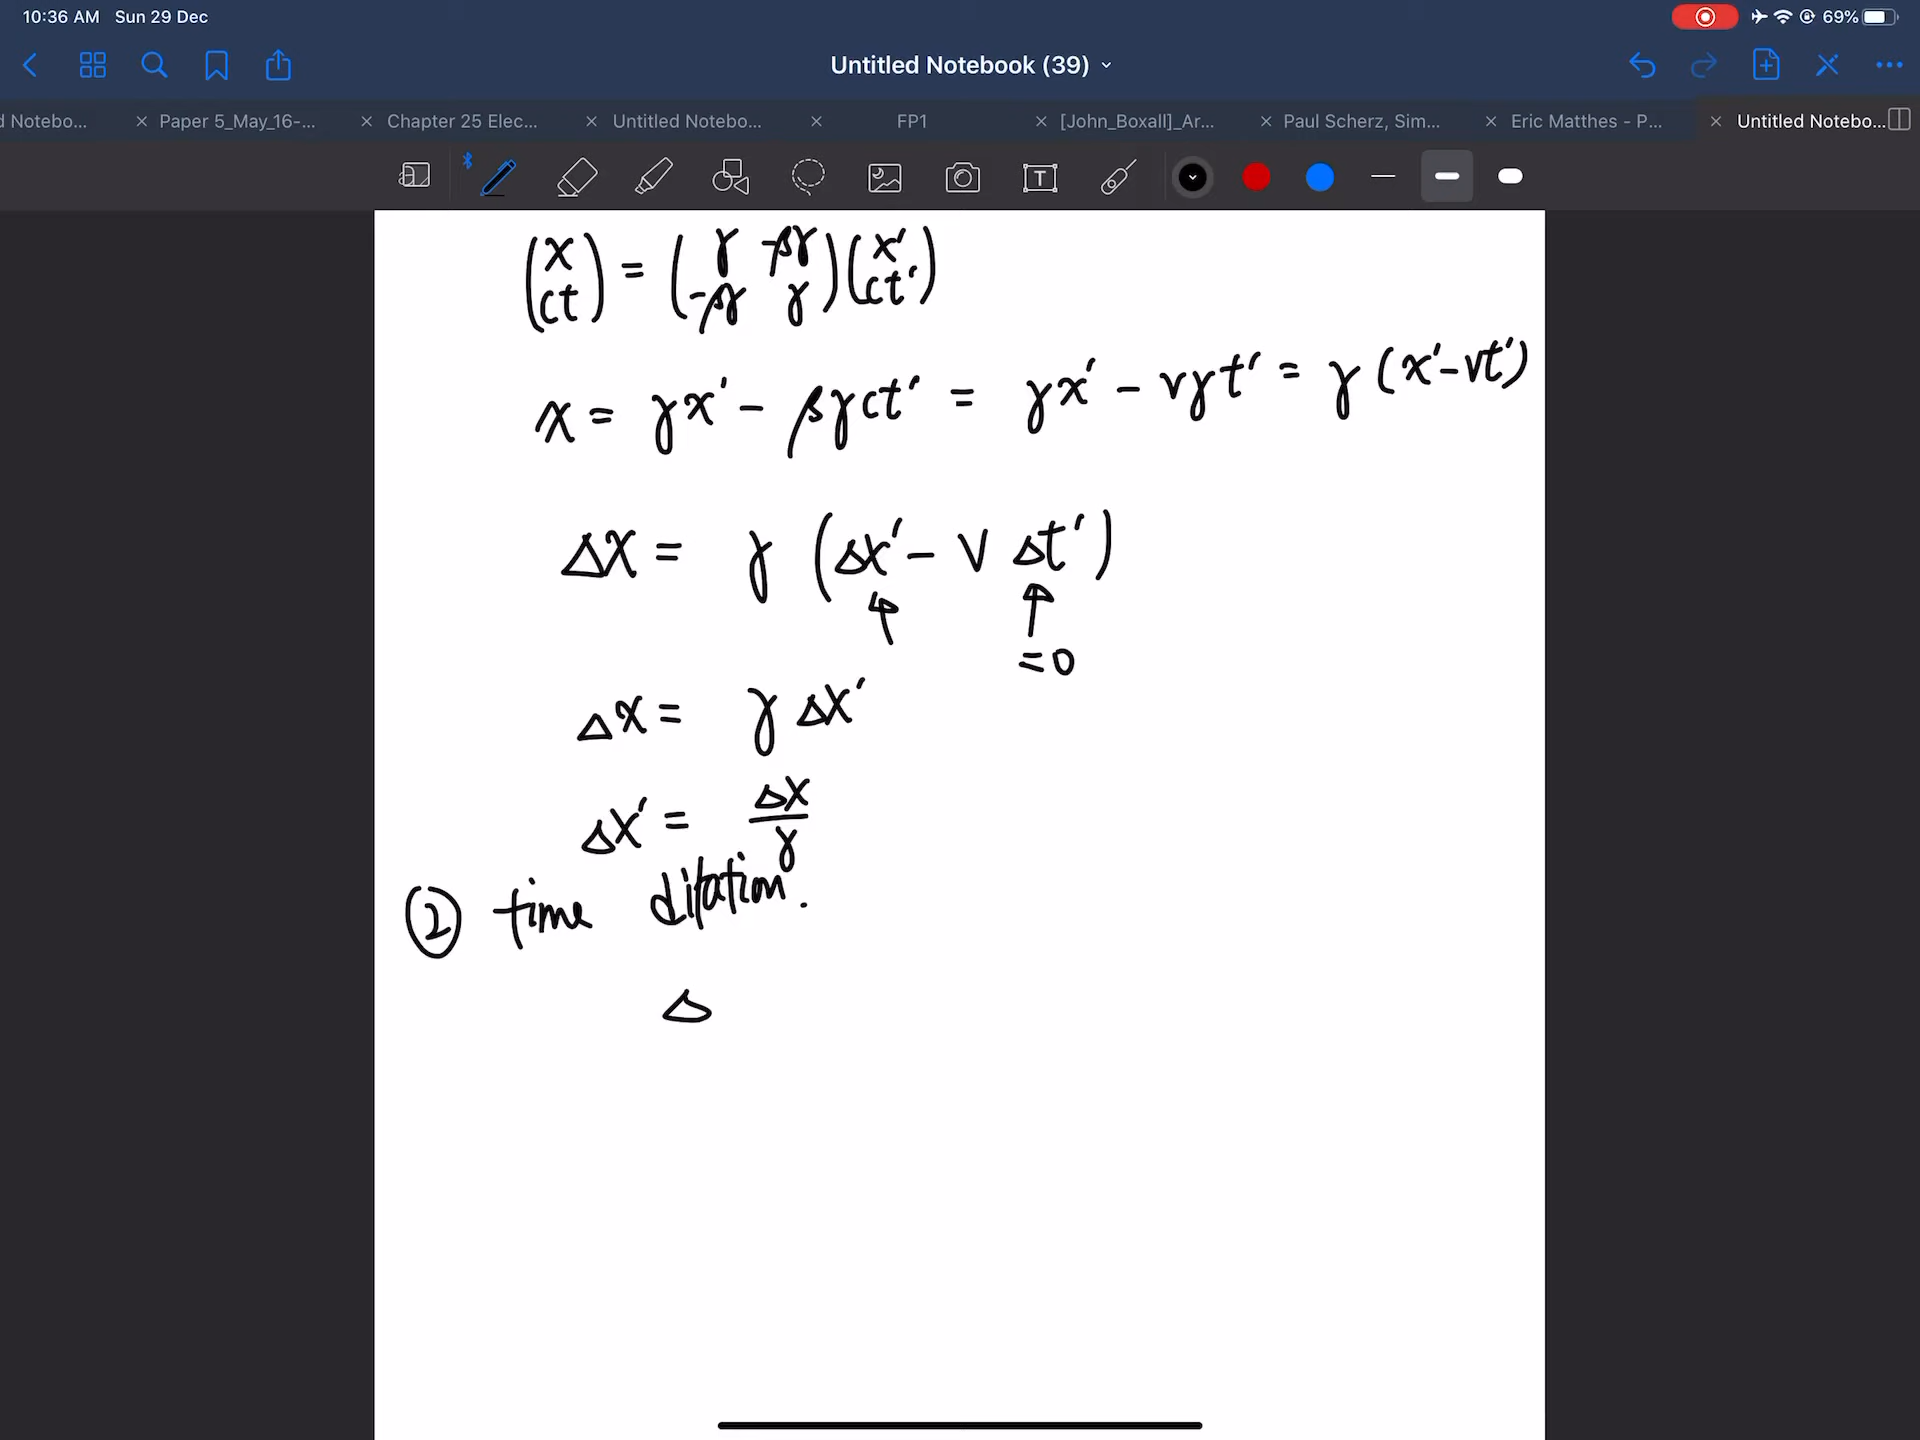 10:36 AM Sun 29 Dec 69%
Untitled Notebook (39)
d Notebo... Paper 5_May_16-... Chapter 25 Elec... Untitled Notebo... FP1 [John_Boxall]_Ar... Paul Scherz, Sim... Eric Matthes - P... Untitled Notebo...
T
(x ct) = (γ -βγ -βγ γ)(x' ct')
x = γx' - βγct' = γx' - vγt' = γ(x' - vt')
Δx = γ (Δx' - v Δt')
=0
Δx = γ Δx'
Δx' = Δx/γ
② time dilation.
Δ